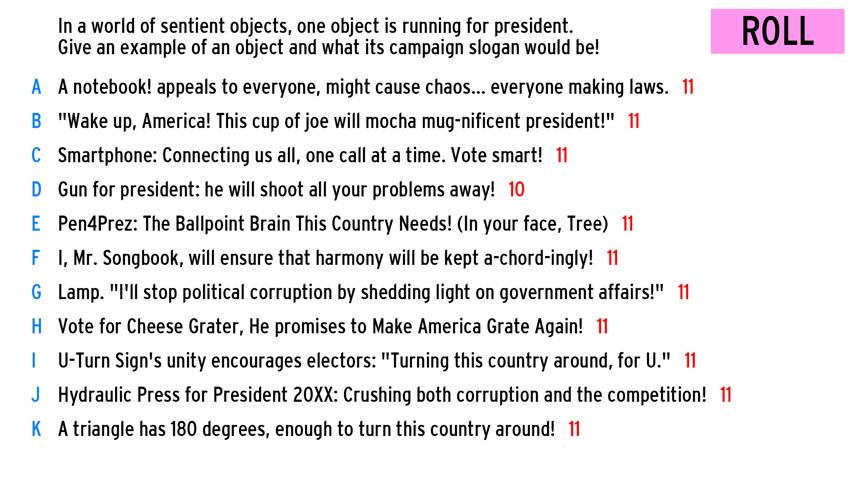 In a world of sentient objects, one object is running for president.
Give an example of an object and what its campaign slogan would be!
ROLL
A A notebook! appeals to everyone, might cause chaos... everyone making laws. 11
B "Wake up, America! This cup of joe will mocha mug-nificent president!" 11
C Smartphone: Connecting us all, one call at a time. Vote smart! 11
D Gun for president: he will shoot all your problems away! 10
E Pen4Prez: The Ballpoint Brain This Country Needs! (In your face, Tree) 11
F I, Mr. Songbook, will ensure that harmony will be kept a-chord-ingly! 11
G Lamp. "I'll stop political corruption by shedding light on government affairs!" 11
H Vote for Cheese Grater, He promises to Make America Grate Again! 11
I U-Turn Sign's unity encourages electors: "Turning this country around, for U." 11
J Hydraulic Press for President 20XX: Crushing both corruption and the competition! 11
K A triangle has 180 degrees, enough to turn this country around! 11